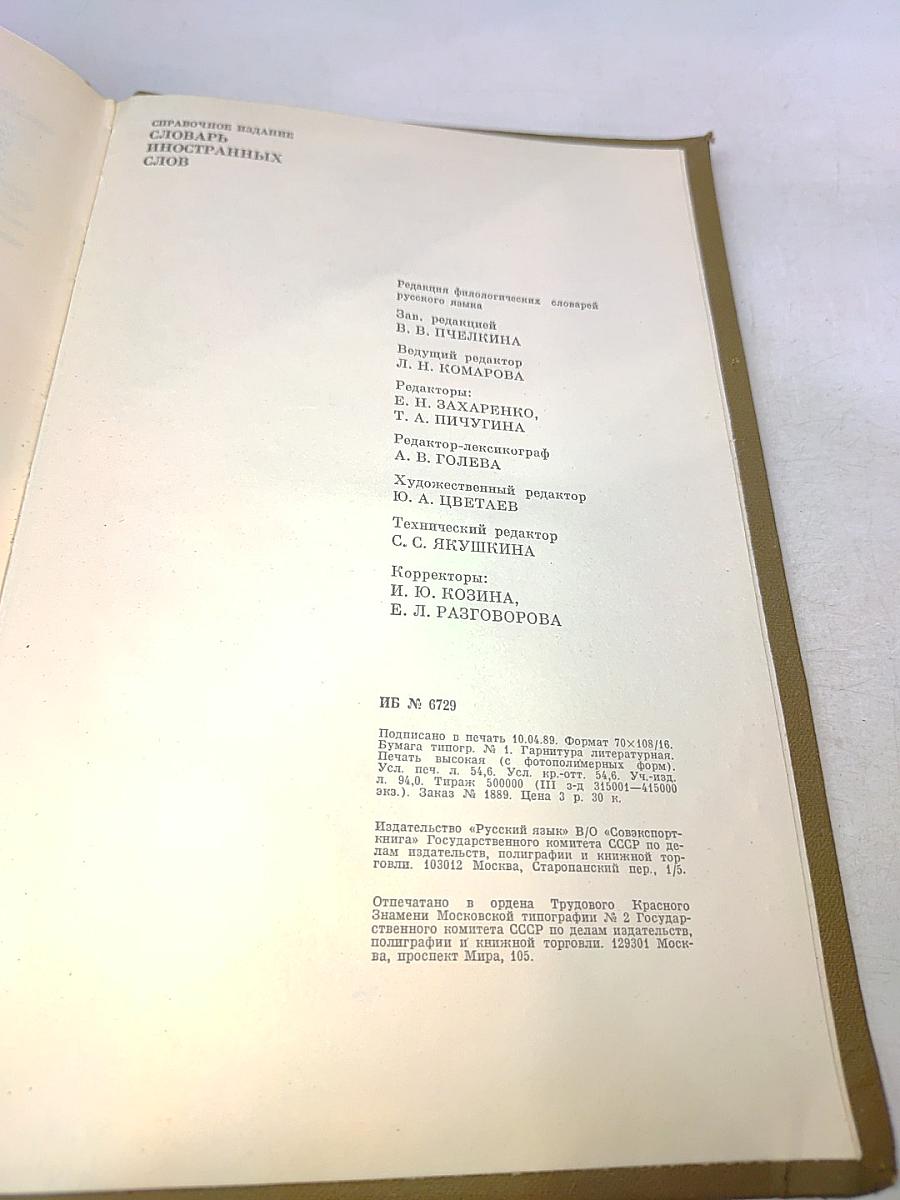 СПРАВОЧНОЕ ИЗДАНИЕ
СЛОВАРЬ
ИНОСТРАННЫХ
СЛОВ
Редакция филологических словарей
русского языка
Зав. редакцией
В. В. ПЧЕЛКИНА
Ведущий редактор
Л. Н. КОМАРОВА
Редакторы:
Е. Н. ЗАХАРЕНКО,
Т. А. ПИЧУГИНА
Редактор-лексикограф
А. В. ГОЛЕВА
Художественный редактор
Ю. А. ЦВЕТАЕВ
Технический редактор
С. С. ЯКУШКИНА
Корректоры:
И. Ю. КОЗИНА,
Е. Л. РАЗГОВОРОВА
ИБ № 6729
Подписано в печать 10.04.89. Формат 70×108/16.
Бумага типогр. № 1. Гарнитура литературная.
Печать высокая (с фотополимерных форм).
Усл. печ. л. 54,6. Усл. кр.-отт. 54,6. Уч.-изд.
л. 94,0. Тираж 500000 (III з-д 315001—415000
экз.). Заказ № 1889. Цена 3 р. 30 к.
Издательство «Русский язык» В/О «Совэкспорт-
книга» Государственного комитета СССР по де-
лам издательств, полиграфии и книжной тор-
говли. 103012 Москва, Старопанский пер., 1/5.
Отпечатано в ордена Трудового Красного
Знамени Московской типографии № 2 Государ-
ственного комитета СССР по делам издательств,
полиграфии и книжной торговли. 129301 Моск-
ва, проспект Мира, 105.